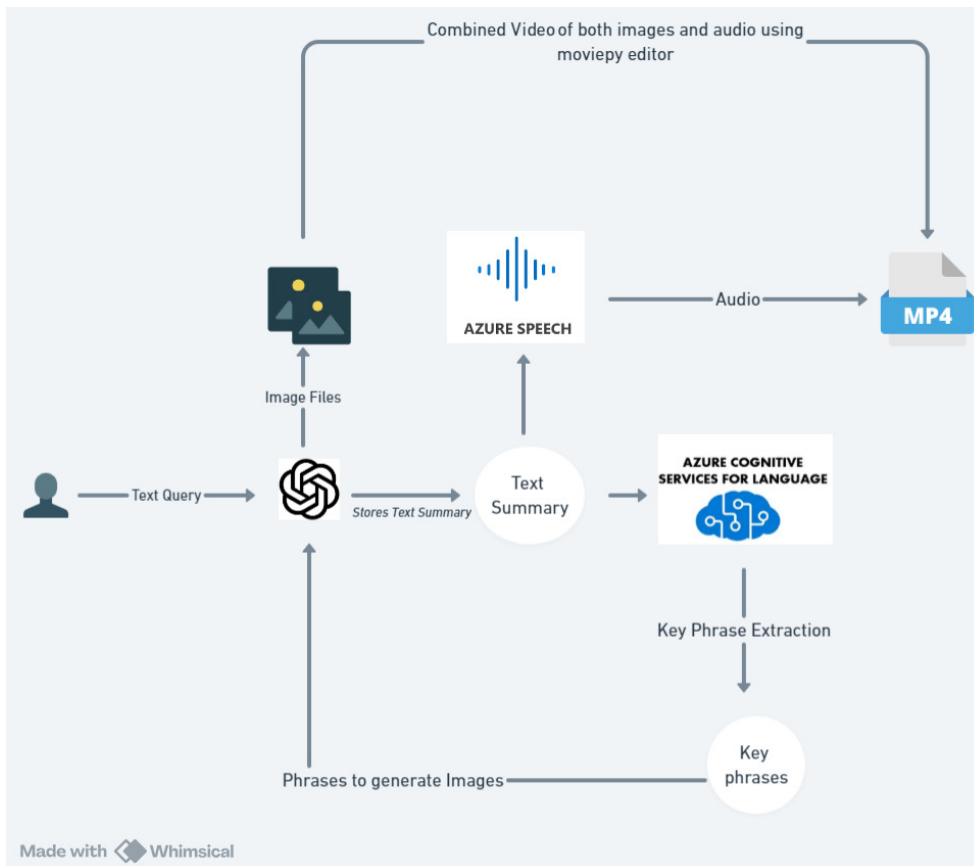 Combined Video of both images and audio using
moviepy editor
AZURE SPEECH
Audio
MP4
Image Files
Text Query
Stores Text Summary
Text
Summary
AZURE COGNITIVE
SERVICES FOR LANGUAGE
Key Phrase Extraction
Key
phrases
Phrases to generate Images
Made with Whimsical